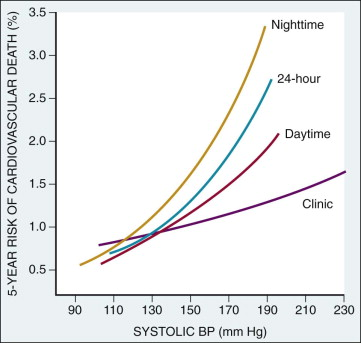 5-YEAR RISK OF CARDIOVASCULAR DEATH (%)
3.5
3.0
2.5
2.0
1.5
1.0
0.5
Nighttime
24-hour
Daytime
Clinic
90 110 130 150 170 190 210 230
SYSTOLIC BP (mm Hg)